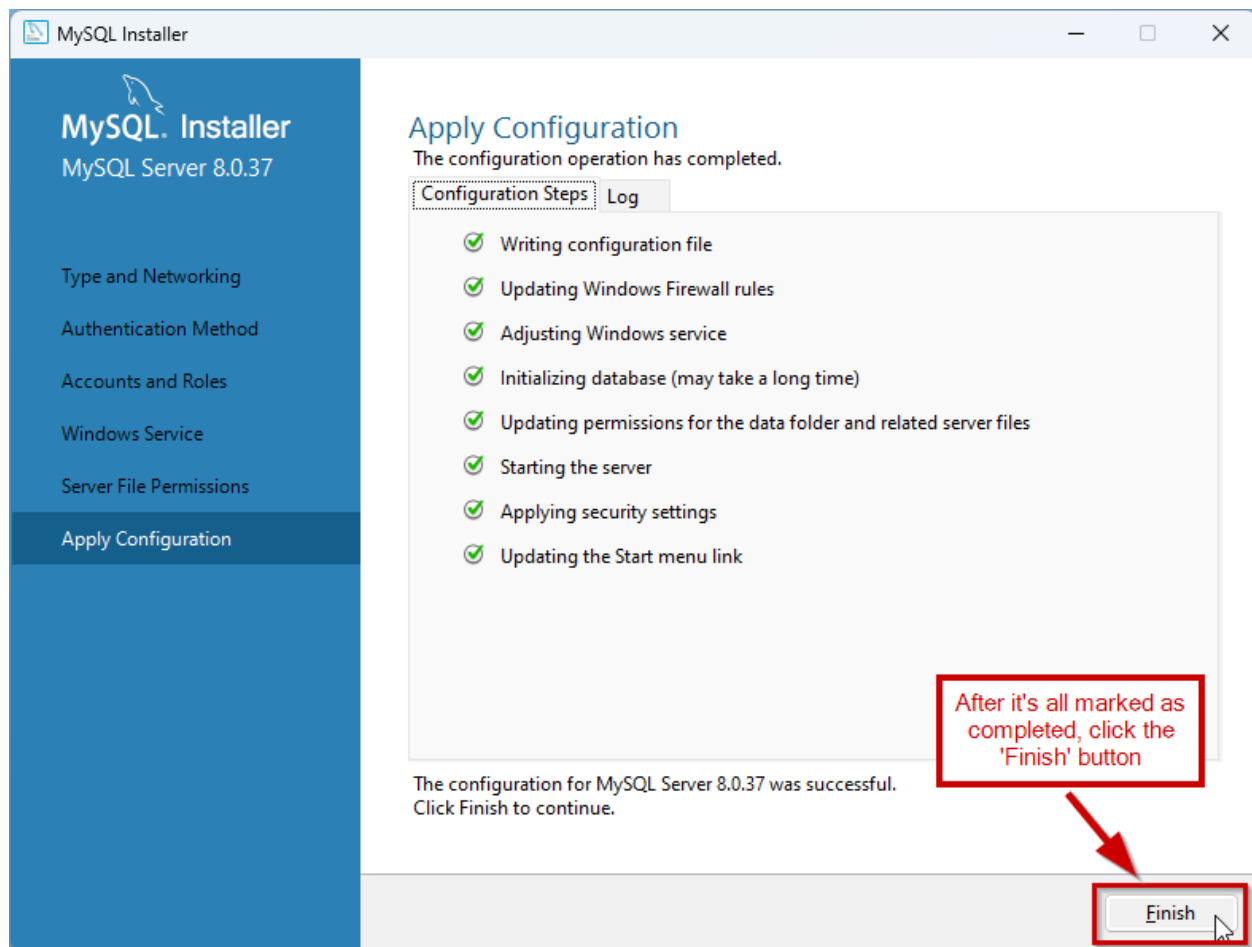 MySQL Installer
MySQL. Installer
MySQL Server 8.0.37
Type and Networking
Authentication Method
Accounts and Roles
Windows Service
Server File Permissions
Apply Configuration
Apply Configuration
The configuration operation has completed.
Configuration Steps
Log
Writing configuration file
Updating Windows Firewall rules
Adjusting Windows service
Initializing database (may take a long time)
Updating permissions for the data folder and related server files
Starting the server
Applying security settings
Updating the Start menu link
After it's all marked as
completed, click the
'Finish' button
The configuration for MySQL Server 8.0.37 was successful.
Click Finish to continue.
Finish